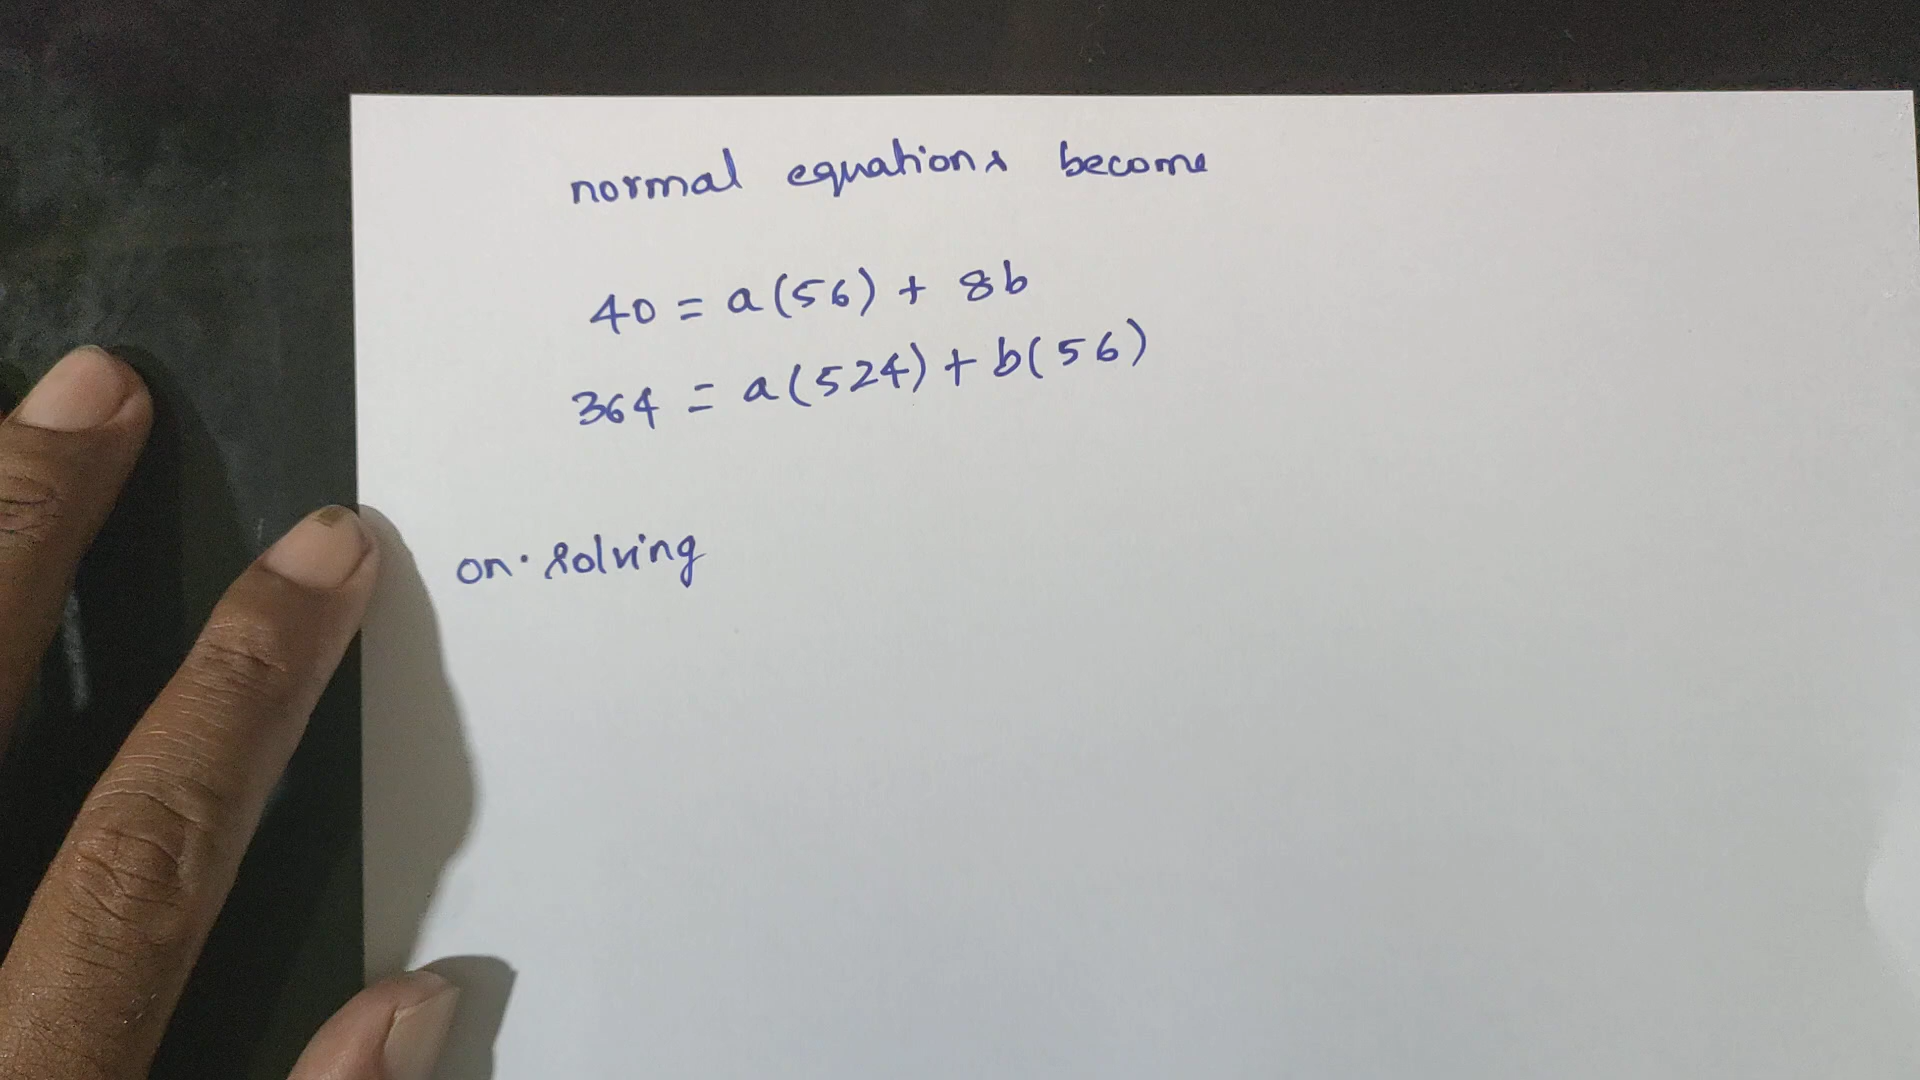 normal equations become
40 = a(56) + 8b
364 = a(524) + b(56)
on solving